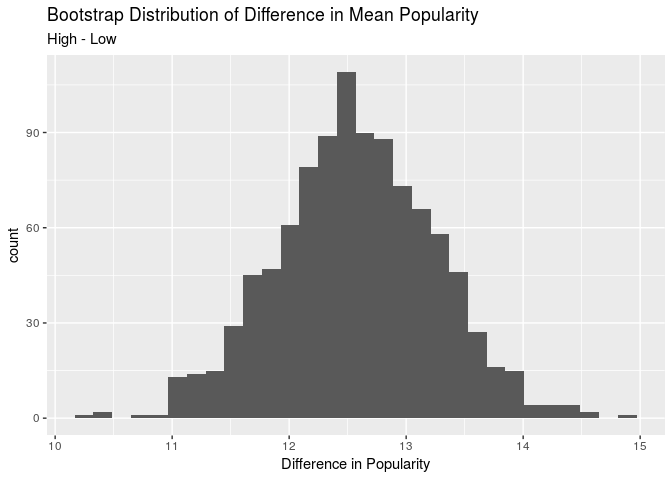 Bootstrap Distribution of Difference in Mean Popularity
High - Low
90
60
30
0
count
10 11 12 13 14 15
Difference in Popularity